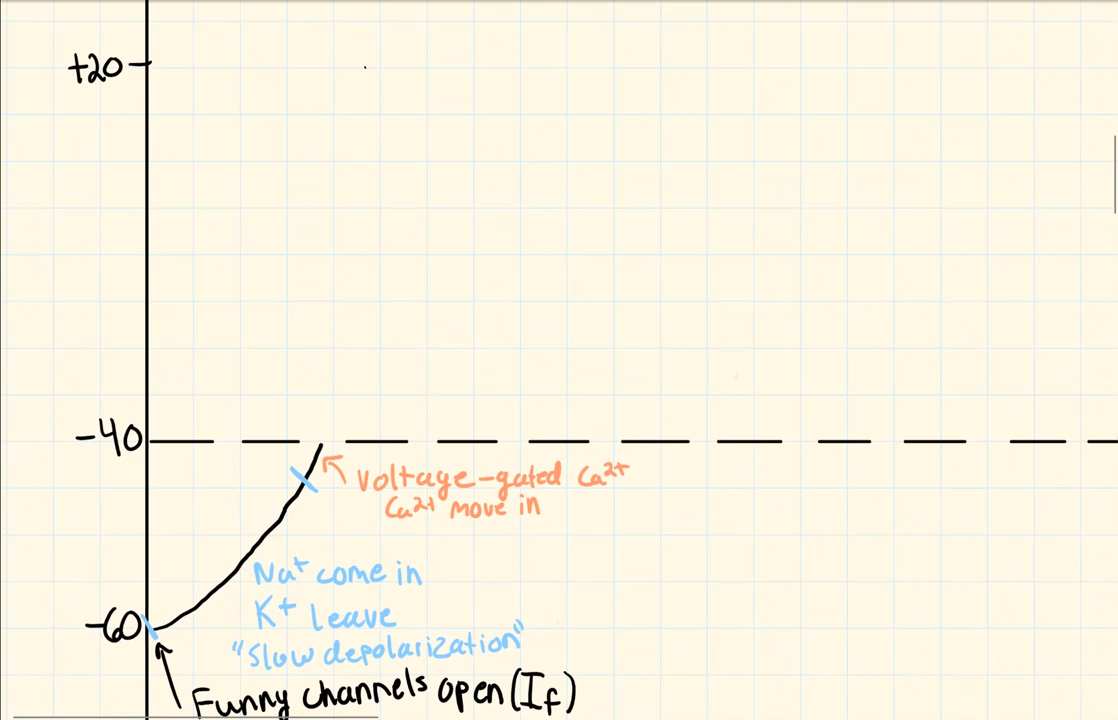 +20
-40
Voltage-gated Ca²⁺
Ca²⁺ move in
Na⁺ come in
K⁺ Leave
"slow depolarization"
-60
Funny channels open (If)